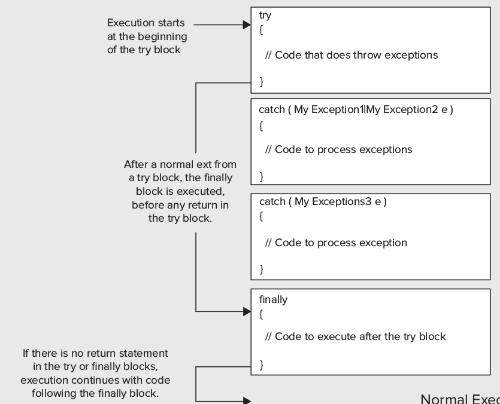 Execution starts
at the beginning
of the try block
try
{
// Code that does throw exceptions
}
catch ( My Exception1|My Exception2 e )
{
// Code to process exceptions
}
After a normal ext from
a try block, the finally
block is executed,
before any return in
the try block.
catch ( My Exceptions3 e )
{
// Code to process exception
}
finally
{
// Code to execute after the try block
}
If there is no return statement
in the try or finally blocks,
execution continues with code
following the finally block.
Normal Exec